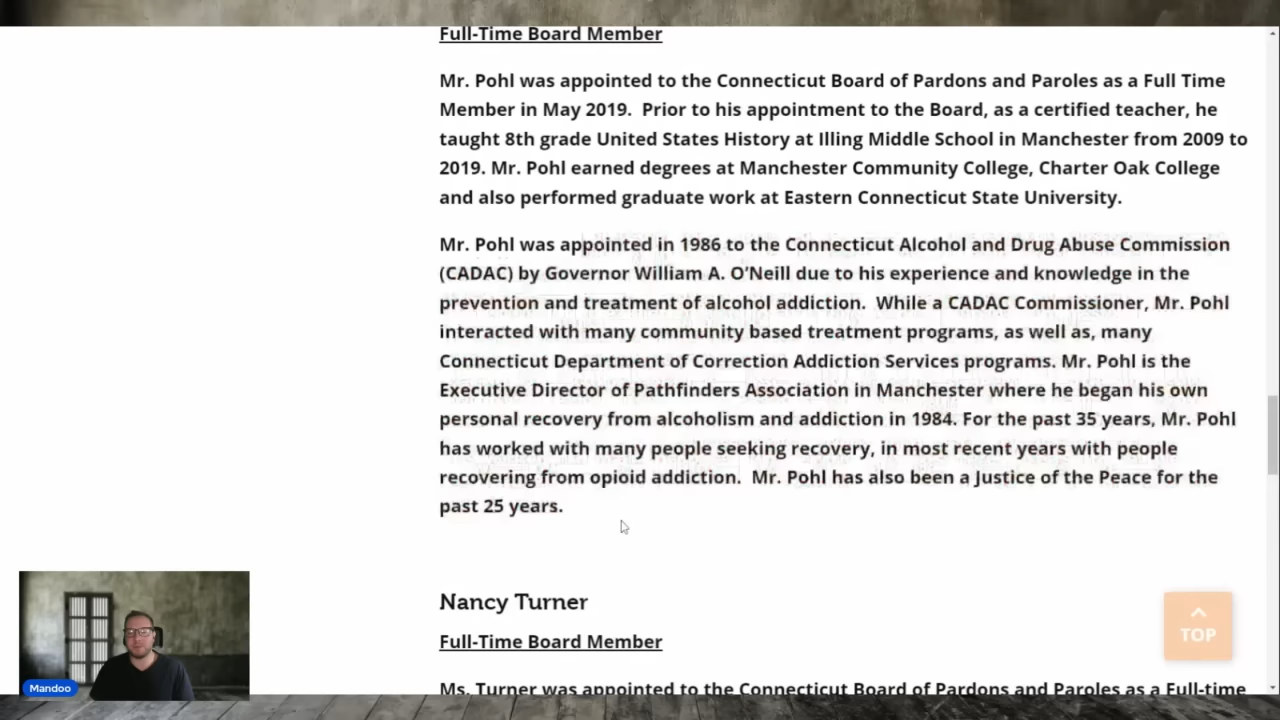 Full-Time Board Member
Mr. Pohl was appointed to the Connecticut Board of Pardons and Paroles as a Full Time
Member in May 2019.  Prior to his appointment to the Board, as a certified teacher, he
taught 8th grade United States History at Illing Middle School in Manchester from 2009 to
2019. Mr. Pohl earned degrees at Manchester Community College, Charter Oak College
and also performed graduate work at Eastern Connecticut State University.
Mr. Pohl was appointed in 1986 to the Connecticut Alcohol and Drug Abuse Commission
(CADAC) by Governor William A. O’Neill due to his experience and knowledge in the
prevention and treatment of alcohol addiction.  While a CADAC Commissioner, Mr. Pohl
interacted with many community based treatment programs, as well as, many
Connecticut Department of Correction Addiction Services programs. Mr. Pohl is the
Executive Director of Pathfinders Association in Manchester where he began his own
personal recovery from alcoholism and addiction in 1984. For the past 35 years, Mr. Pohl
has worked with many people seeking recovery, in most recent years with people
recovering from opioid addiction.  Mr. Pohl has also been a Justice of the Peace for the
past 25 years.
Nancy Turner
Full-Time Board Member
Ms. Turner was appointed to the Connecticut Board of Pardons and Paroles as a Full-time
TOP
Mandoo